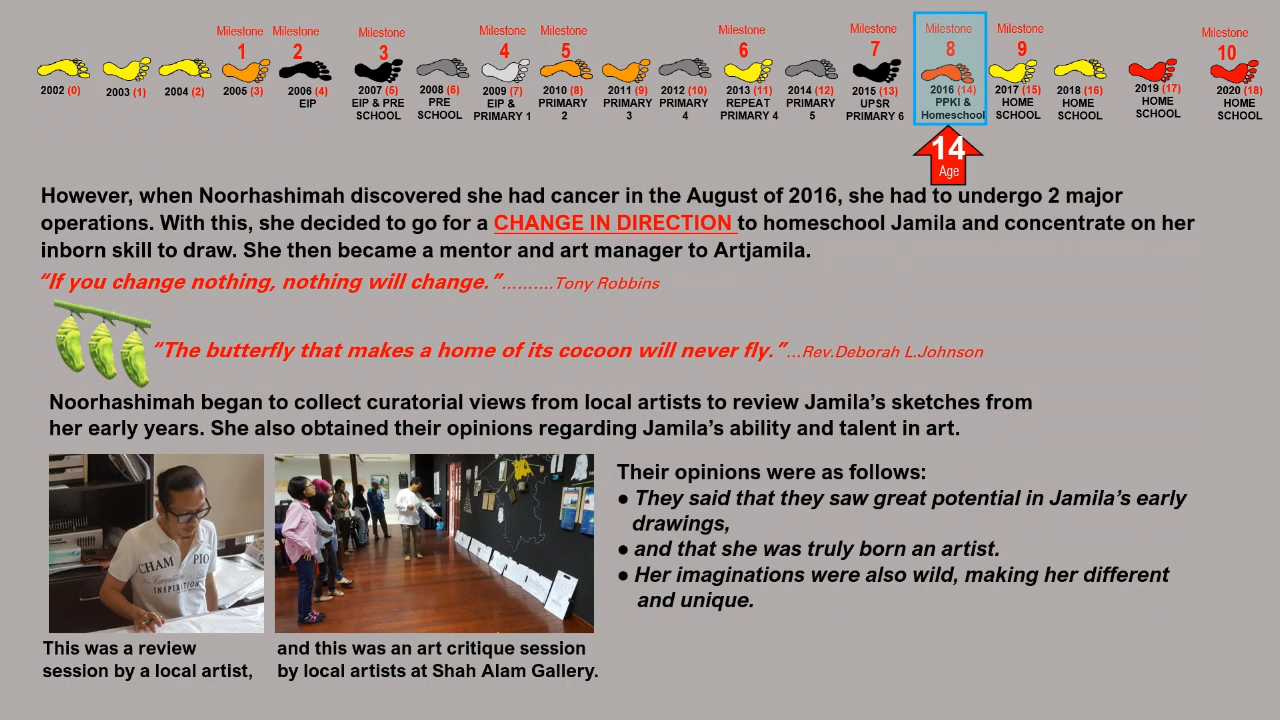 Milestone Milestone Milestone Milestone Milestone Milestone Milestone Milestone Milestone Milestone
1 2 3 4 5 6 7 8 9 10
2002 (0) 2003 (1) 2004 (2) 2005 (3) 2006 (4) 2007 (5) 2008 (6) 2009 (7) 2010 (8) 2011 (9) 2012 (10) 2013 (11) 2014 (12) 2015 (13) 2016 (14) 2017 (15) 2018 (16) 2019 (17) 2020 (18)
EIP EIP & PRE PRE EIP & PRIMARY PRIMARY PRIMARY REPEAT PRIMARY UPSR PPKI & HOME HOME HOME HOME
SCHOOL SCHOOL PRIMARY 1 2 3 4 PRIMARY 4 5 PRIMARY 6 Homeschool SCHOOL SCHOOL SCHOOL SCHOOL
14
Age
However, when Noorhashimah discovered she had cancer in the August of 2016, she had to undergo 2 major
operations. With this, she decided to go for a CHANGE IN DIRECTION to homeschool Jamila and concentrate on her
inborn skill to draw. She then became a mentor and art manager to Artjamila.
“If you change nothing, nothing will change.”..........Tony Robbins
“The butterfly that makes a home of its cocoon will never fly.”...Rev.Deborah L.Johnson
Noorhashimah began to collect curatorial views from local artists to review Jamila’s sketches from
her early years. She also obtained their opinions regarding Jamila’s ability and talent in art.
CHAM PIO
INSPIRATION
Their opinions were as follows:
● They said that they saw great potential in Jamila’s early
drawings,
● and that she was truly born an artist.
● Her imaginations were also wild, making her different
and unique.
This was a review
session by a local artist,
and this was an art critique session
by local artists at Shah Alam Gallery.